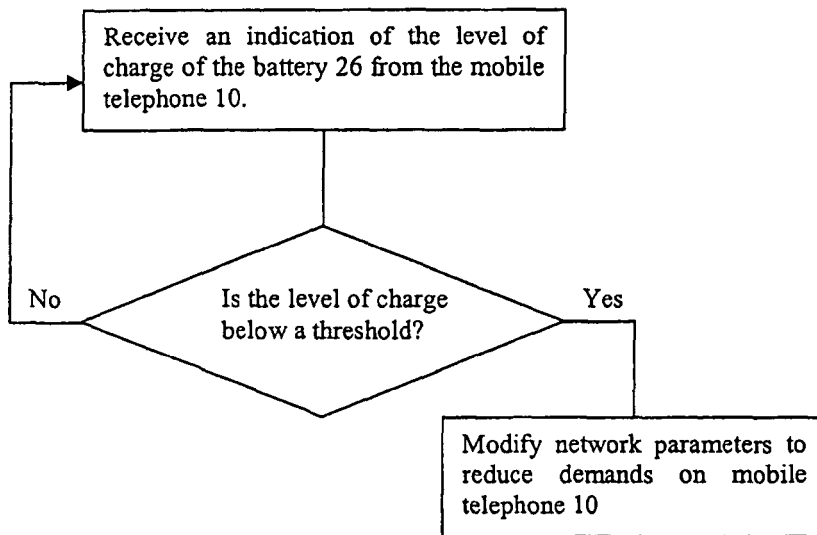 Receive an indication of the level of
charge of the battery 26 from the mobile
telephone 10.
No
Is the level of charge
below a threshold?
Yes
Modify network parameters to
reduce demands on mobile
telephone 10